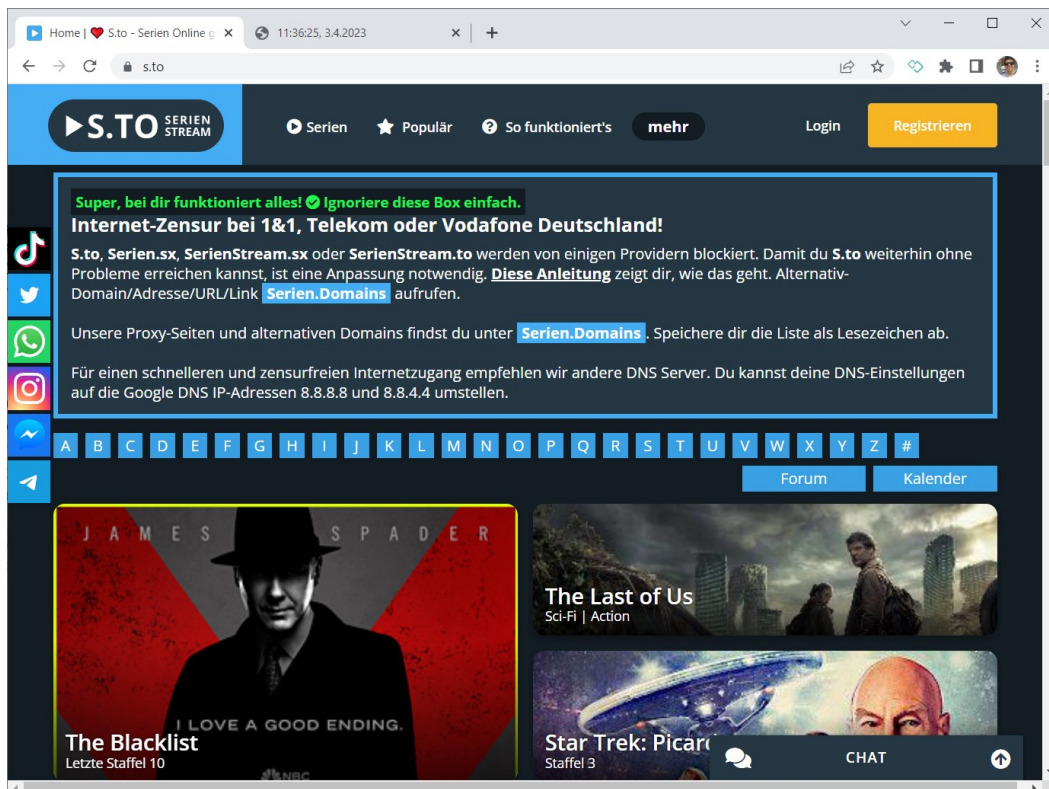 Home | ❤ S.to - Serien Online g
11:36:25, 3.4.2023
s.to
S.TO SERIEN STREAM
Serien
Populär
So funktioniert's
mehr
Login
Registrieren
Super, bei dir funktioniert alles! Ignoriere diese Box einfach.
Internet-Zensur bei 1&1, Telekom oder Vodafone Deutschland!
S.to, Serien.sx, SerienStream.sx oder SerienStream.to werden von einigen Providern blockiert. Damit du S.to weiterhin ohne
Probleme erreichen kannst, ist eine Anpassung notwendig. Diese Anleitung zeigt dir, wie das geht. Alternativ-
Domain/Adresse/URL/Link Serien.Domains aufrufen.
Unsere Proxy-Seiten und alternativen Domains findst du unter Serien.Domains. Speichere dir die Liste als Lesezeichen ab.
Für einen schnelleren und zensurfreien Internetzugang empfehlen wir andere DNS Server. Du kannst deine DNS-Einstellungen
auf die Google DNS IP-Adressen 8.8.8.8 und 8.8.4.4 umstellen.
A B C D E F G H I J K L M N O P Q R S T U V W X Y Z #
Forum
Kalender
JAMES SPADER
I LOVE A GOOD ENDING.
The Blacklist
Letzte Staffel 10
NBC
The Last of Us
Sci-Fi | Action
Star Trek: Picard
Staffel 3
CHAT